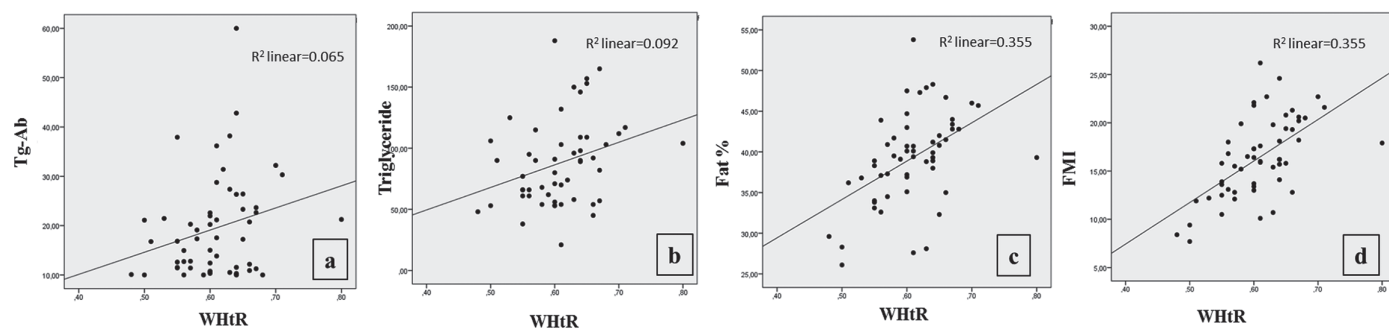 R² linear=0.065
60,00
50,00
40,00
30,00
20,00
10,00
Tg-Ab
,40 ,50 ,60 ,70 ,80
WHtR
a
R² linear=0.092
200,00
150,00
100,00
50,00
,00
Triglyceride
,40 ,50 ,60 ,70 ,80
WHtR
b
R² linear=0.355
55,00
50,00
45,00
40,00
35,00
30,00
25,00
Fat %
,40 ,50 ,60 ,70 ,80
WHtR
c
R² linear=0.355
30,00
25,00
20,00
15,00
10,00
5,00
FMI
,40 ,50 ,60 ,70 ,80
WHtR
d